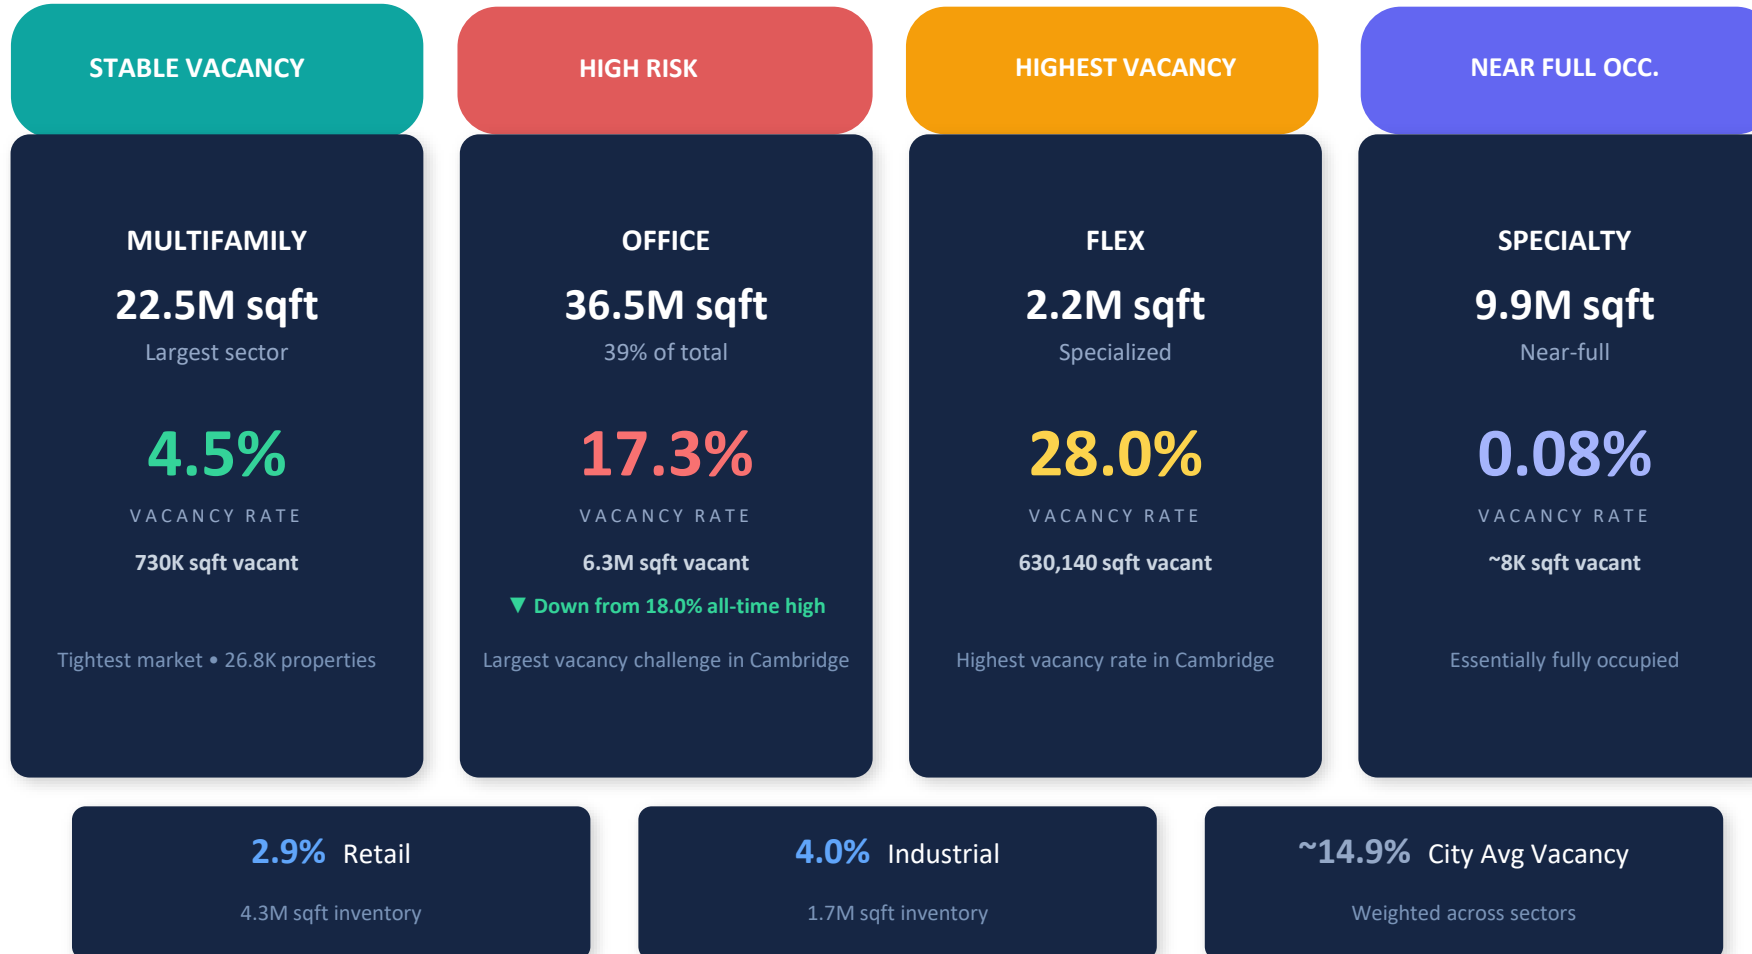 STABLE VACANCY
MULTIFAMILY
22.5M sqft
Largest sector
4.5%
VACANCY RATE
730K sqft vacant
Tightest market • 26.8K properties
HIGH RISK
OFFICE
36.5M sqft
39% of total
17.3%
VACANCY RATE
6.3M sqft vacant
▼ Down from 18.0% all-time high
Largest vacancy challenge in Cambridge
HIGHEST VACANCY
FLEX
2.2M sqft
Specialized
28.0%
VACANCY RATE
630,140 sqft vacant
Highest vacancy rate in Cambridge
NEAR FULL OCC.
SPECIALTY
9.9M sqft
Near-full
0.08%
VACANCY RATE
~8K sqft vacant
Essentially fully occupied
2.9% Retail
4.3M sqft inventory
4.0% Industrial
1.7M sqft inventory
~14.9% City Avg Vacancy
Weighted across sectors